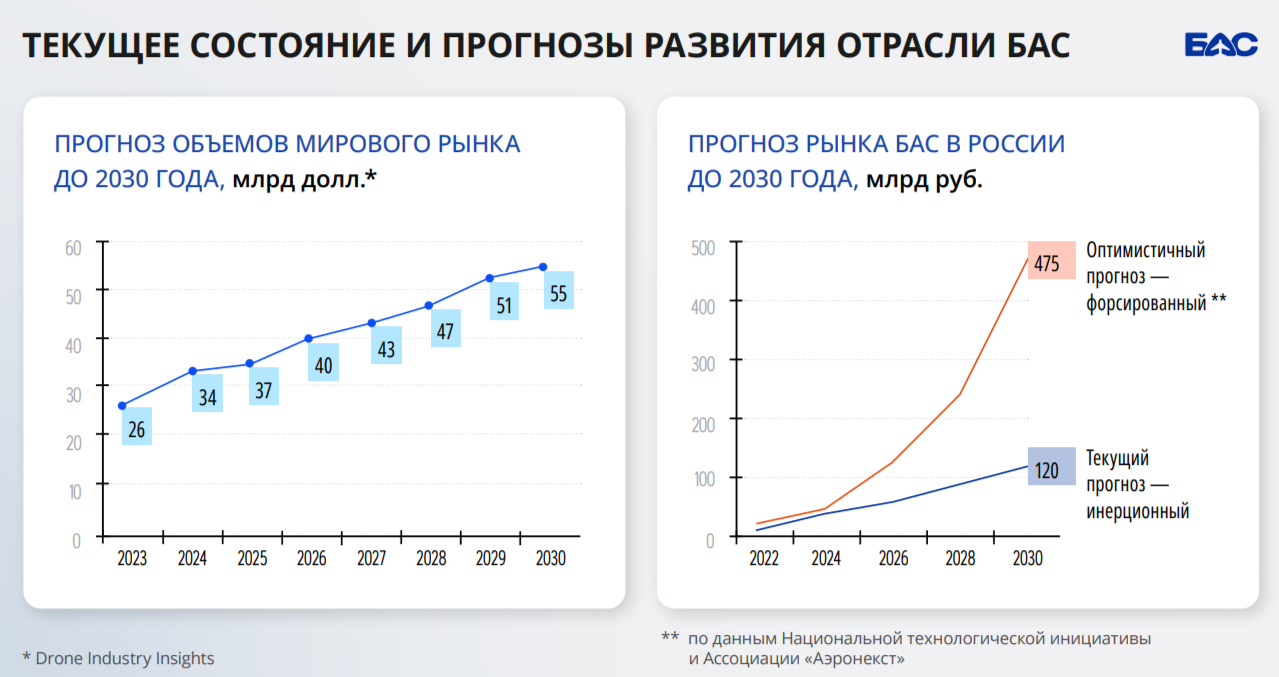 ТЕКУЩЕЕ СОСТОЯНИЕ И ПРОГНОЗЫ РАЗВИТИЯ ОТРАСЛИ БАС
БАС
ПРОГНОЗ ОБЪЕМОВ МИРОВОГО РЫНКА
ДО 2030 ГОДА, млрд долл.*
60
50
40
30
20
10
0
26
34
37
40
43
47
51
55
2023 2024 2025 2026 2027 2028 2029 2030
* Drone Industry Insights
ПРОГНОЗ РЫНКА БАС В РОССИИ
ДО 2030 ГОДА, млрд руб.
500
400
300
200
100
0
475
Оптимистичный
прогноз —
форсированный **
120
Текущий
прогноз —
инерционный
2022 2024 2026 2028 2030
** по данным Национальной технологической инициативы
и Ассоциации «Аэронекст»